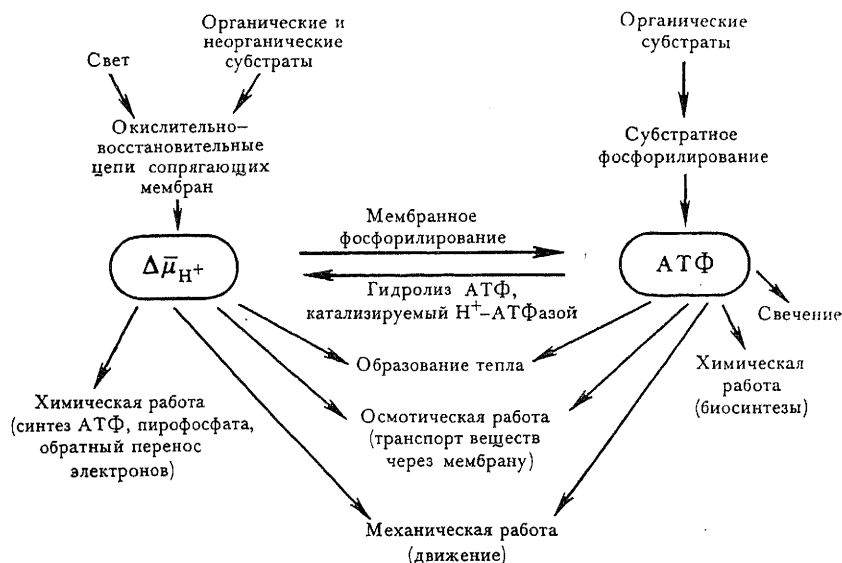 Свет
Органические и
неорганические
субстраты
Органические
субстраты
Окислительно-
восстановительные
цепи сопрягающих
мембран
Субстратное
фосфорилирование
Мембранное
фосфорилирование
Δμ̄H⁺
АТФ
Гидролиз АТФ,
катализируемый H⁺-АТФазой
Свечение
Образование тепла
Химическая
работа
(биосинтезы)
Химическая работа
(синтез АТФ, пирофосфата,
обратный перенос
электронов)
Осмотическая работа
(транспорт веществ
через мембрану)
Механическая работа
(движение)